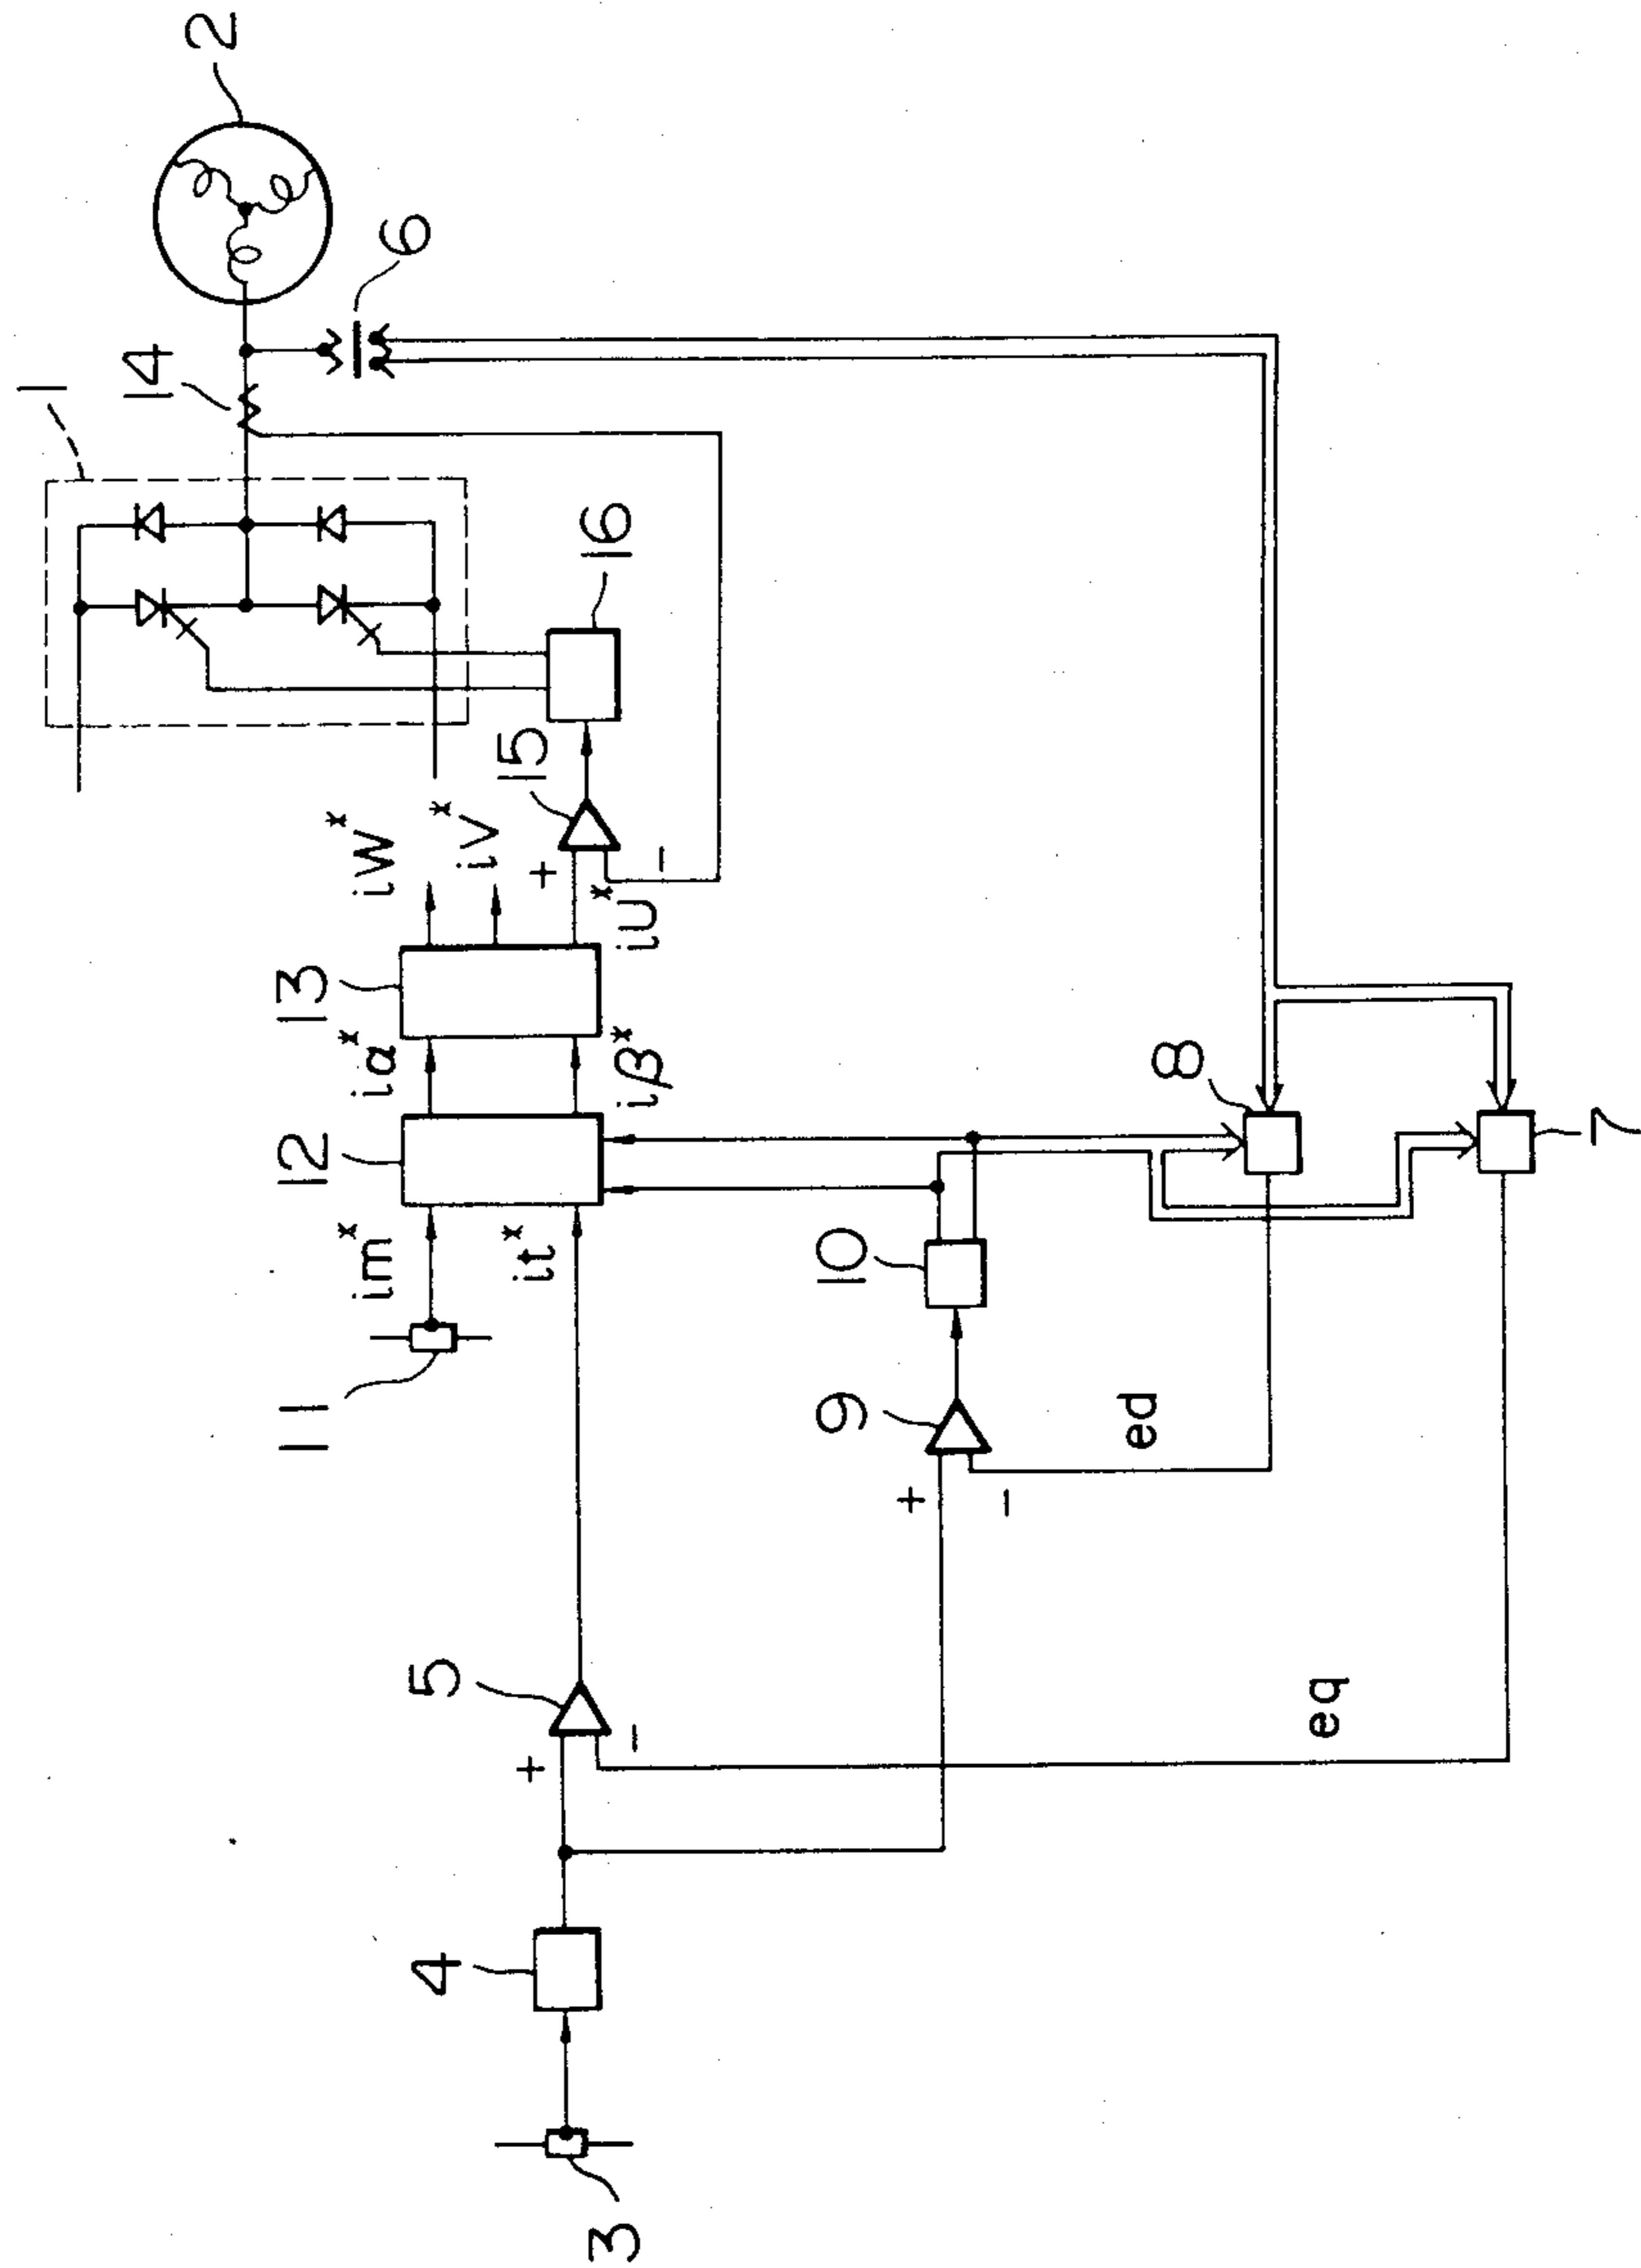 1
2
14
6
16
15
iw*
iv*
+
-
iu*
13
iα*
iβ*
12
im*
it*
11
8
7
10
9
ed
+
-
5
+
-
eq
4
3